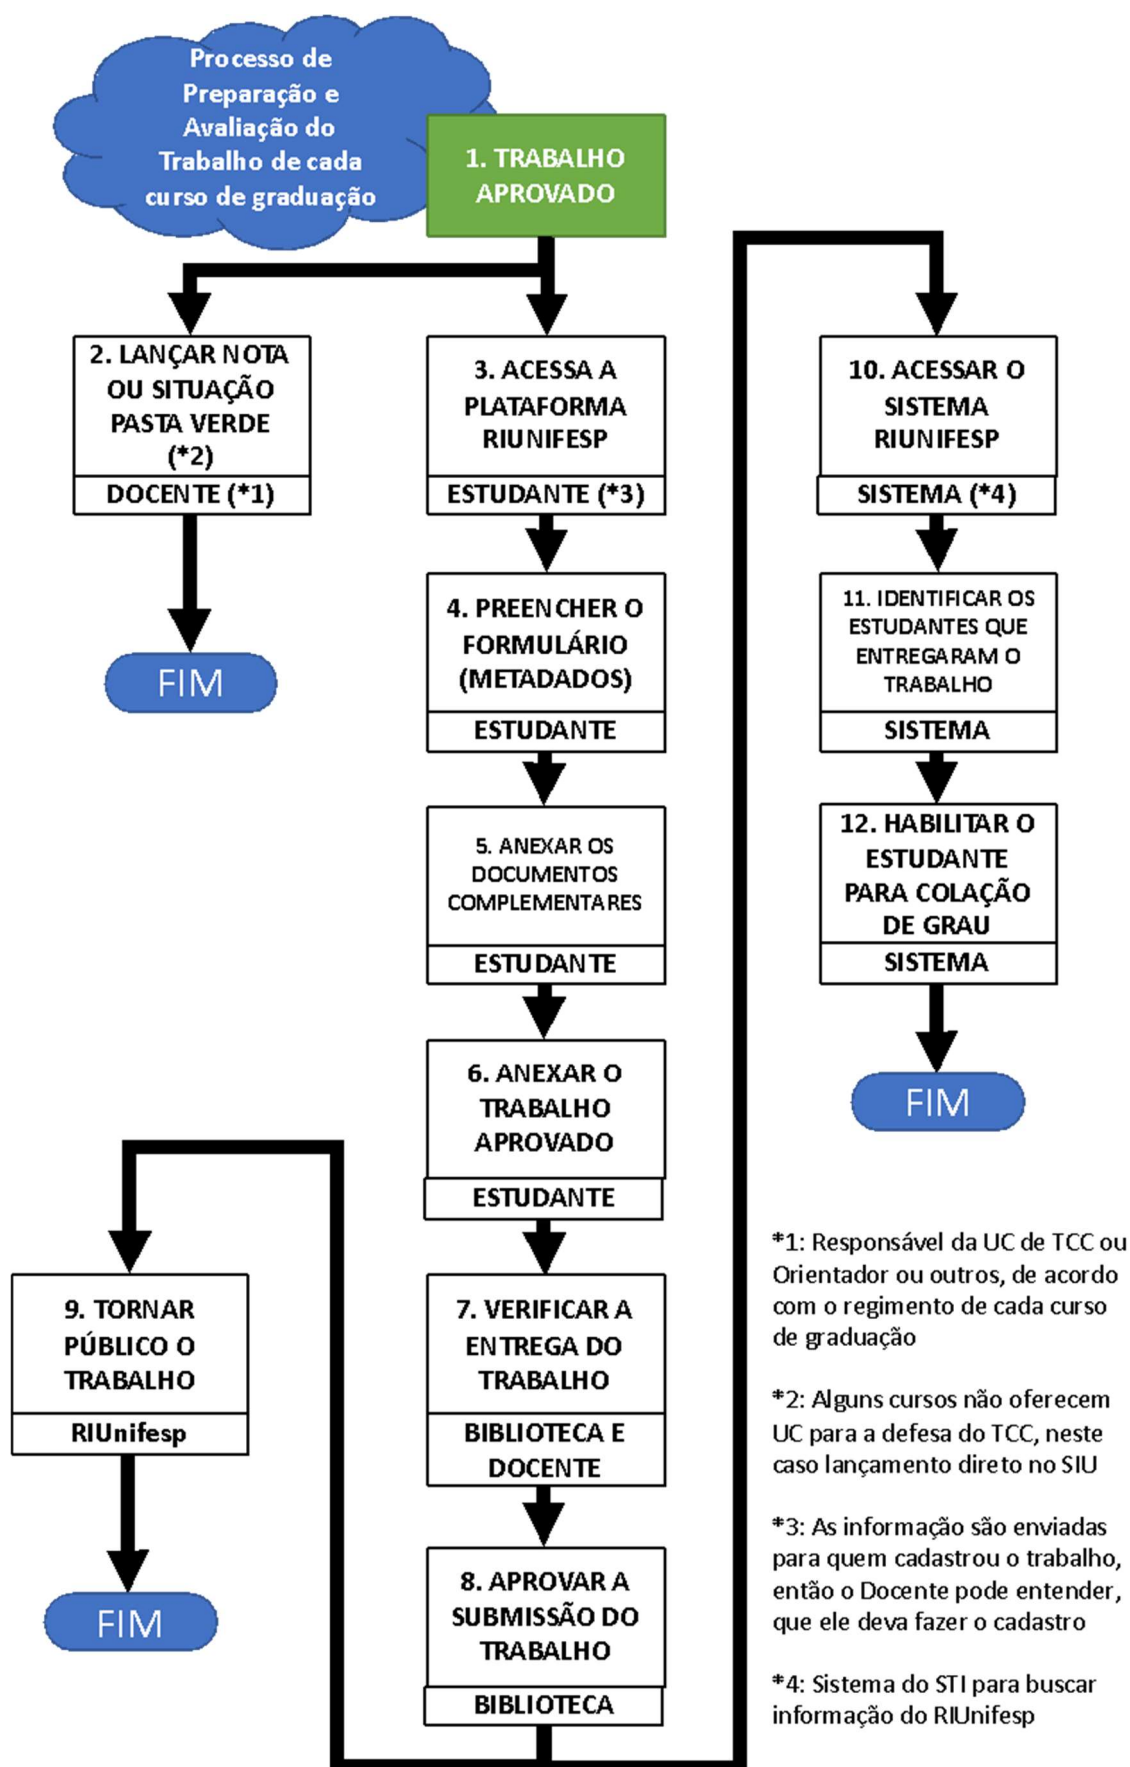 Processo de
Preparação e
Avaliação do
Trabalho de cada
curso de graduação
1. TRABALHO
APROVADO
2. LANÇAR NOTA
OU SITUAÇÃO
PASTA VERDE
(*2)
DOCENTE (*1)
FIM
3. ACESSA A
PLATAFORMA
RIUNIFESP
ESTUDANTE (*3)
4. PREENCHER O
FORMULÁRIO
(METADADOS)
ESTUDANTE
5. ANEXAR OS
DOCUMENTOS
COMPLEMENTARES
ESTUDANTE
6. ANEXAR O
TRABALHO
APROVADO
ESTUDANTE
7. VERIFICAR A
ENTREGA DO
TRABALHO
BIBLIOTECA E
DOCENTE
8. APROVAR A
SUBMISSÃO DO
TRABALHO
BIBLIOTECA
9. TORNAR
PÚBLICO O
TRABALHO
RIUnifesp
FIM
10. ACESSAR O
SISTEMA
RIUNIFESP
SISTEMA (*4)
11. IDENTIFICAR OS
ESTUDANTES QUE
ENTREGARAM O
TRABALHO
SISTEMA
12. HABILITAR O
ESTUDANTE
PARA COLAÇÃO
DE GRAU
SISTEMA
FIM
*1: Responsável da UC de TCC ou
Orientador ou outros, de acordo
com o regimento de cada curso
de graduação
*2: Alguns cursos não oferecem
UC para a defesa do TCC, neste
caso lançamento direto no SIU
*3: As informação são enviadas
para quem cadastrou o trabalho,
então o Docente pode entender,
que ele deva fazer o cadastro
*4: Sistema do STI para buscar
informação do RIUnifesp